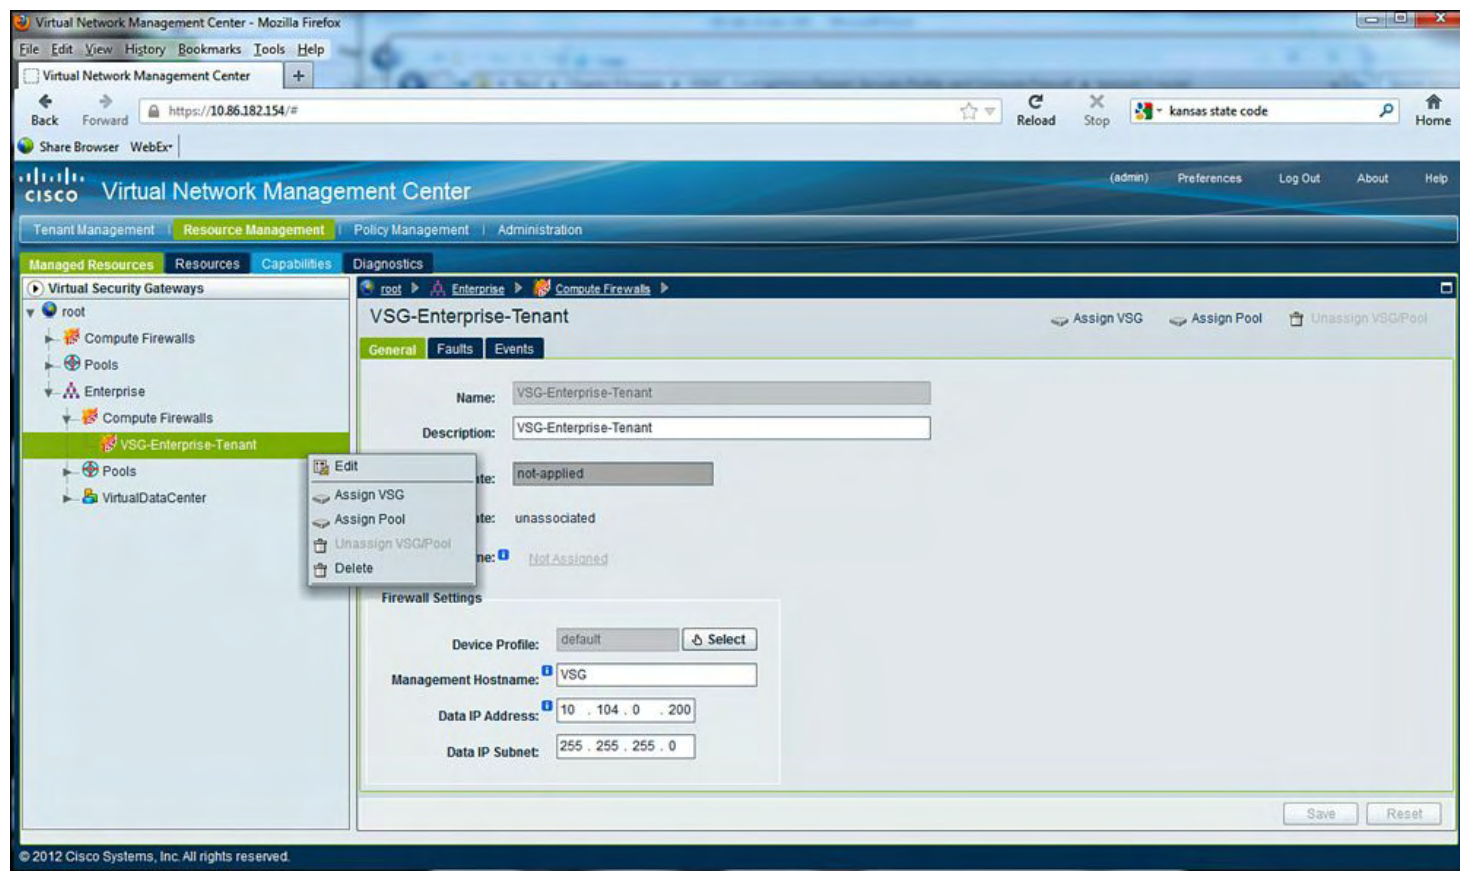 Virtual Network Management Center - Mozilla Firefox
File Edit View History Bookmarks Tools Help
Virtual Network Management Center +
Back Forward https://10.86.182.154/# Reload Stop kansas state code Home
Share Browser WebEx
CISCO Virtual Network Management Center (admin) Preferences Log Out About Help
Tenant Management | Resource Management | Policy Management | Administration
Managed Resources Resources Capabilities Diagnostics
Virtual Security Gateways
root
Compute Firewalls
Pools
Enterprise
Compute Firewalls
VSG-Enterprise-Tenant
Pools
VirtualDataCenter
Edit
Assign VSG
Assign Pool
Unassign VSG/Pool
Delete
root Enterprise Compute Firewalls
VSG-Enterprise-Tenant Assign VSG Assign Pool Unassign VSG/Pool
General Faults Events
Name: VSG-Enterprise-Tenant
Description: VSG-Enterprise-Tenant
ate: not-applied
ate: unassociated
me: Not Assigned
Firewall Settings
Device Profile: default Select
Management Hostname: VSG
Data IP Address: 10 . 104 . 0 . 200
Data IP Subnet: 255 . 255 . 255 . 0
Save Reset
© 2012 Cisco Systems, Inc. All rights reserved.